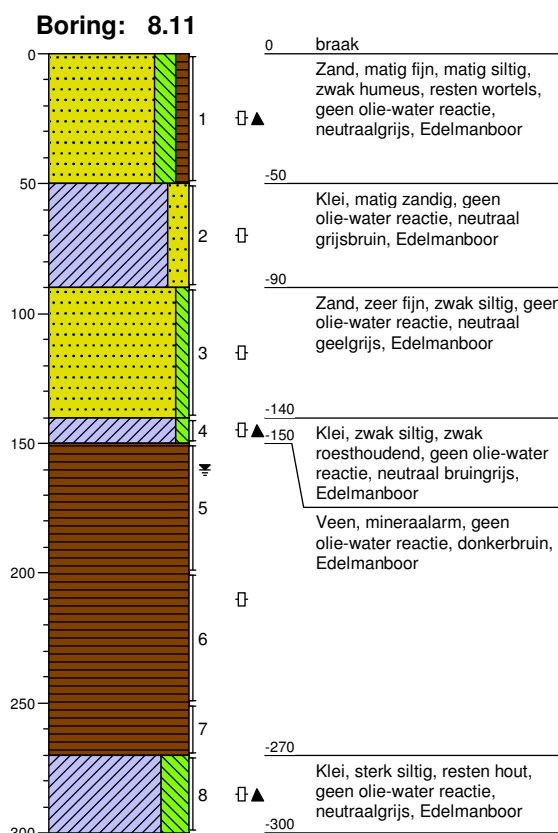 Boring: 8.11
0
50
100
150
200
250
300
1
2
3
4
5
6
7
8
0 braak
Zand, matig fijn, matig siltig,
zwak humeus, resten wortels,
geen olie-water reactie,
neutraalgrijs, Edelmanboor
-50
Klei, matig zandig, geen
olie-water reactie, neutraal
grijsbruin, Edelmanboor
-90
Zand, zeer fijn, zwak siltig, geen
olie-water reactie, neutraal
geelgrijs, Edelmanboor
-140
Klei, zwak siltig, zwak
roesthoudend, geen olie-water
reactie, neutraal bruingrijs,
Edelmanboor
-150
Veen, mineraalarm, geen
olie-water reactie, donkerbruin,
Edelmanboor
-270
Klei, sterk siltig, resten hout,
geen olie-water reactie,
neutraalgrijs, Edelmanboor
-300